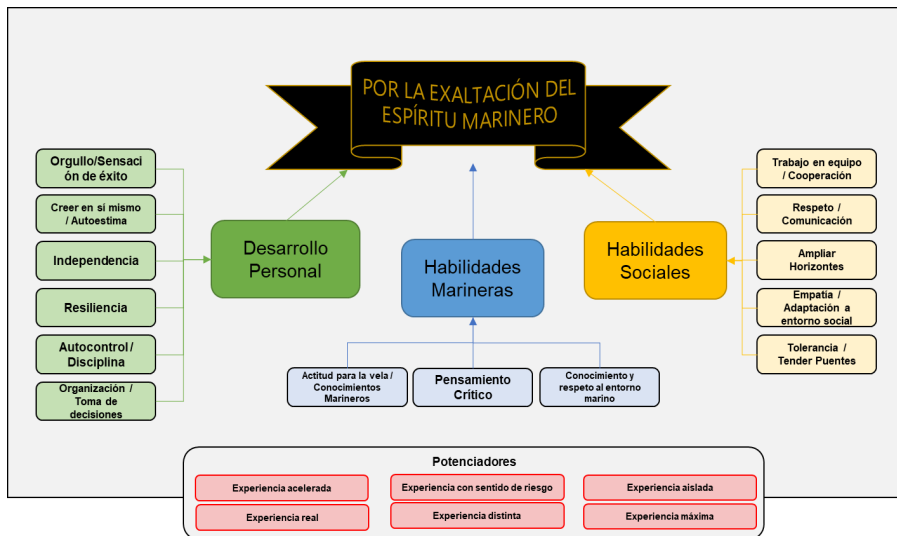 POR LA EXALTACIÓN DEL
ESPÍRITU MARINERO
Orgullo/Sensaci
ón de éxito
Creer en sí mismo
/ Autoestima
Independencia
Resiliencia
Autocontrol /
Disciplina
Organización /
Toma de
decisiones
Desarrollo
Personal
Habilidades
Marineras
Habilidades
Sociales
Trabajo en equipo
/ Cooperación
Respeto /
Comunicación
Ampliar
Horizontes
Empatía /
Adaptación a
entorno social
Tolerancia /
Tender Puentes
Actitud para la vela /
Conocimientos
Marineros
Pensamiento
Crítico
Conocimiento y
respeto al entorno
marino
Potenciadores
Experiencia acelerada
Experiencia con sentido de riesgo
Experiencia aislada
Experiencia real
Experiencia distinta
Experiencia máxima